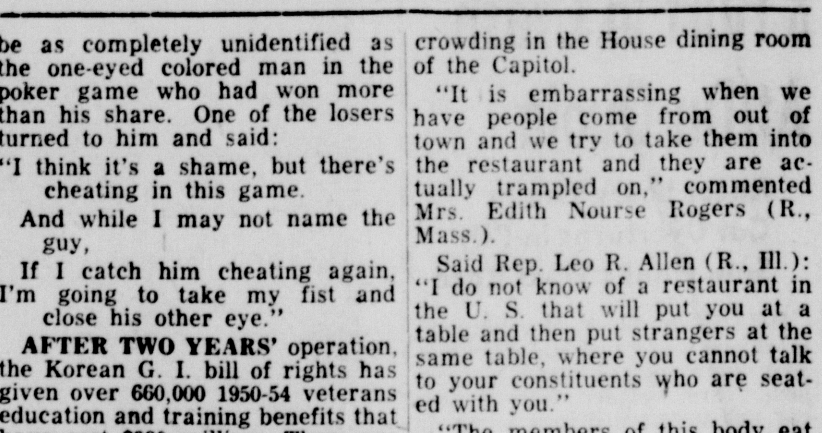 be as completely unidentified as
the one-eyed colored man in the
poker game who had won more
than his share. One of the losers
turned to him and said:
"I think it's a shame, but there's
cheating in this game.
And while I may not name the
guy,
If I catch him cheating again,
I'm going to take my fist and
close his other eye."
AFTER TWO YEARS' operation,
the Korean G. I. bill of rights has
given over 660,000 1950-54 veterans
education and training benefits that
crowding in the House dining room
of the Capitol.
"It is embarrassing when we
have people come from out of
town and we try to take them into
the restaurant and they are ac-
tually trampled on," commented
Mrs. Edith Nourse Rogers (R.,
Mass.).
Said Rep. Leo R. Allen (R., Ill.):
"I do not know of a restaurant in
the U. S. that will put you at a
table and then put strangers at the
same table, where you cannot talk
to your constituents who are seat-
ed with you."
"The members of this body eat